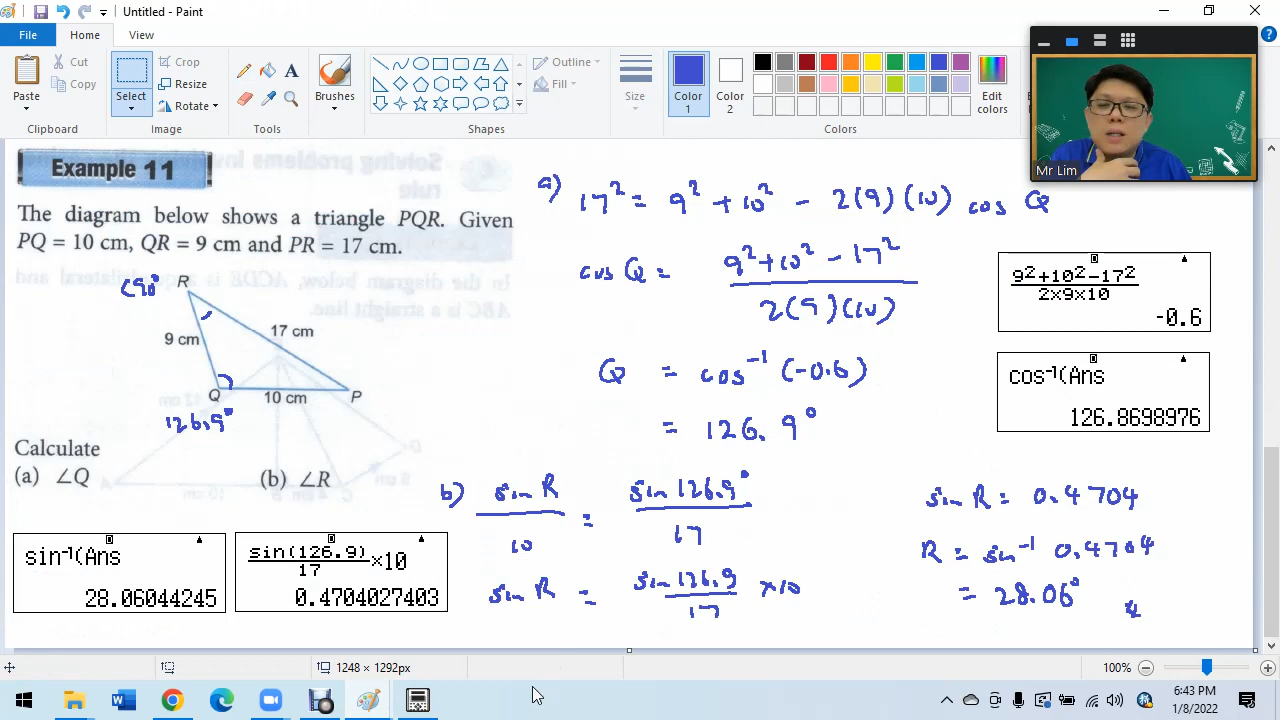 Untitled - Paint
File
Home
View
Paste
Cut
Copy
Clipboard
Select
Crop
Resize
Rotate
Image
A
Tools
Brushes
Shapes
Outline
Fill
Size
Color 1
Color 2
Edit colors
Colors
Mr Lim
Example 11
The diagram below shows a triangle PQR. Given
PQ = 10 cm, QR = 9 cm and PR = 17 cm.
<90°
R
17 cm
9 cm
Q
10 cm
P
126.9°
Calculate
(a) ∠Q
(b) ∠R
a) 17² = 9² + 10² - 2(9)(10) cos Q
cos Q = 9² + 10² - 17² / 2(9)(10)
Q = cos⁻¹ (-0.6)
= 126.9°
9²+10²-17² / 2x9x10
-0.6
cos⁻¹(Ans
126.8698976
b) sin R / 10 = sin 126.9° / 17
sin R = sin 126.9 / 17 x10
sin R = 0.4704
R = sin⁻¹ 0.4704
= 28.06°
sin⁻¹(Ans
28.06044245
sin(126.9) / 17 ×10
0.4704027403
1248 × 1292px
100%
6:43 PM
1/8/2022